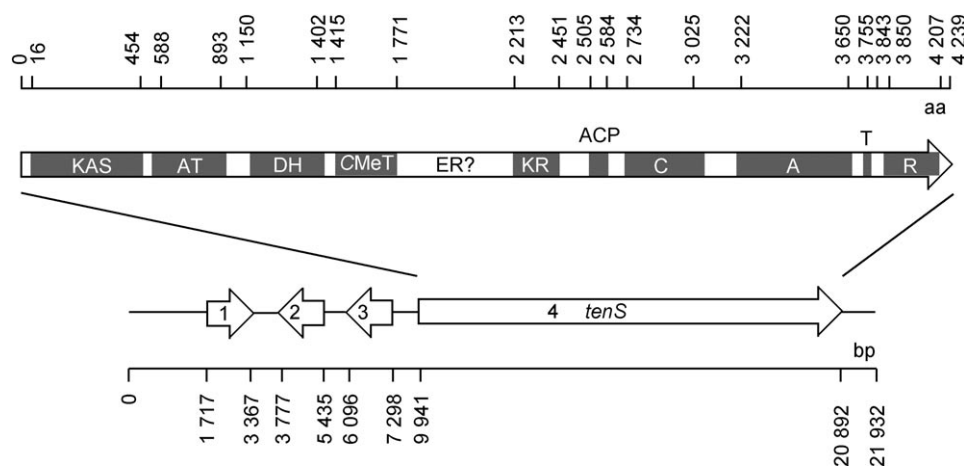 0 16 454 588 893 1 150 1 402 1 415 1 771 2 213 2 451 2 505 2 584 2 734 3 025 3 222 3 650 3 755 3 843 3 850 4 207 4 239
aa
ACP T
KAS AT DH CMeT ER? KR C A R
1 2 3 4 tenS
bp
0 1 717 3 367 3 777 5 435 6 096 7 298 9 941 20 892 21 932